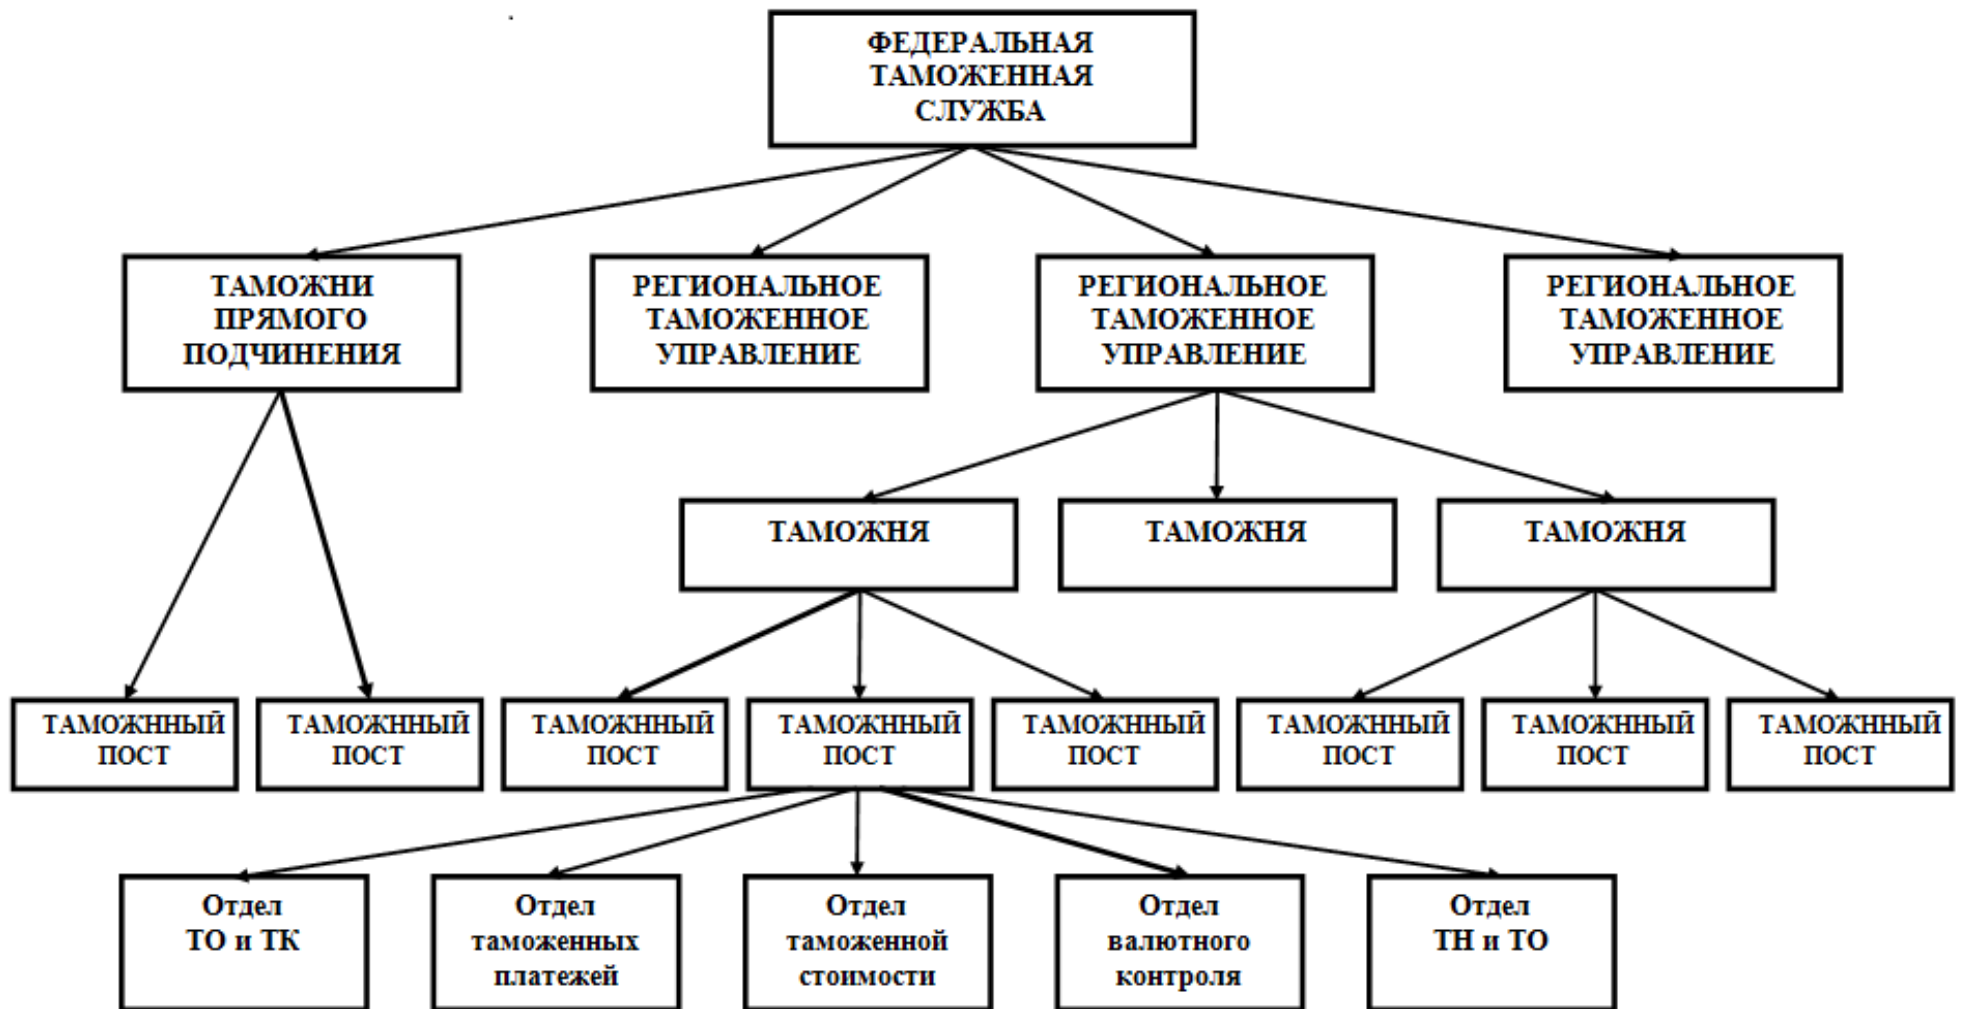 ФЕДЕРАЛЬНАЯ
ТАМОЖЕННАЯ
СЛУЖБА
ТАМОЖНИ
ПРЯМОГО
ПОДЧИНЕНИЯ
РЕГИОНАЛЬНОЕ
ТАМОЖЕННОЕ
УПРАВЛЕНИЕ
РЕГИОНАЛЬНОЕ
ТАМОЖЕННОЕ
УПРАВЛЕНИЕ
РЕГИОНАЛЬНОЕ
ТАМОЖЕННОЕ
УПРАВЛЕНИЕ
ТАМОЖНЯ
ТАМОЖНЯ
ТАМОЖНЯ
ТАМОЖННЫЙ
ПОСТ
ТАМОЖННЫЙ
ПОСТ
ТАМОЖННЫЙ
ПОСТ
ТАМОЖННЫЙ
ПОСТ
ТАМОЖННЫЙ
ПОСТ
ТАМОЖННЫЙ
ПОСТ
ТАМОЖННЫЙ
ПОСТ
ТАМОЖННЫЙ
ПОСТ
Отдел
ТО и ТК
Отдел
таможенных
платежей
Отдел
таможенной
стоимости
Отдел
валютного
контроля
Отдел
ТН и ТО